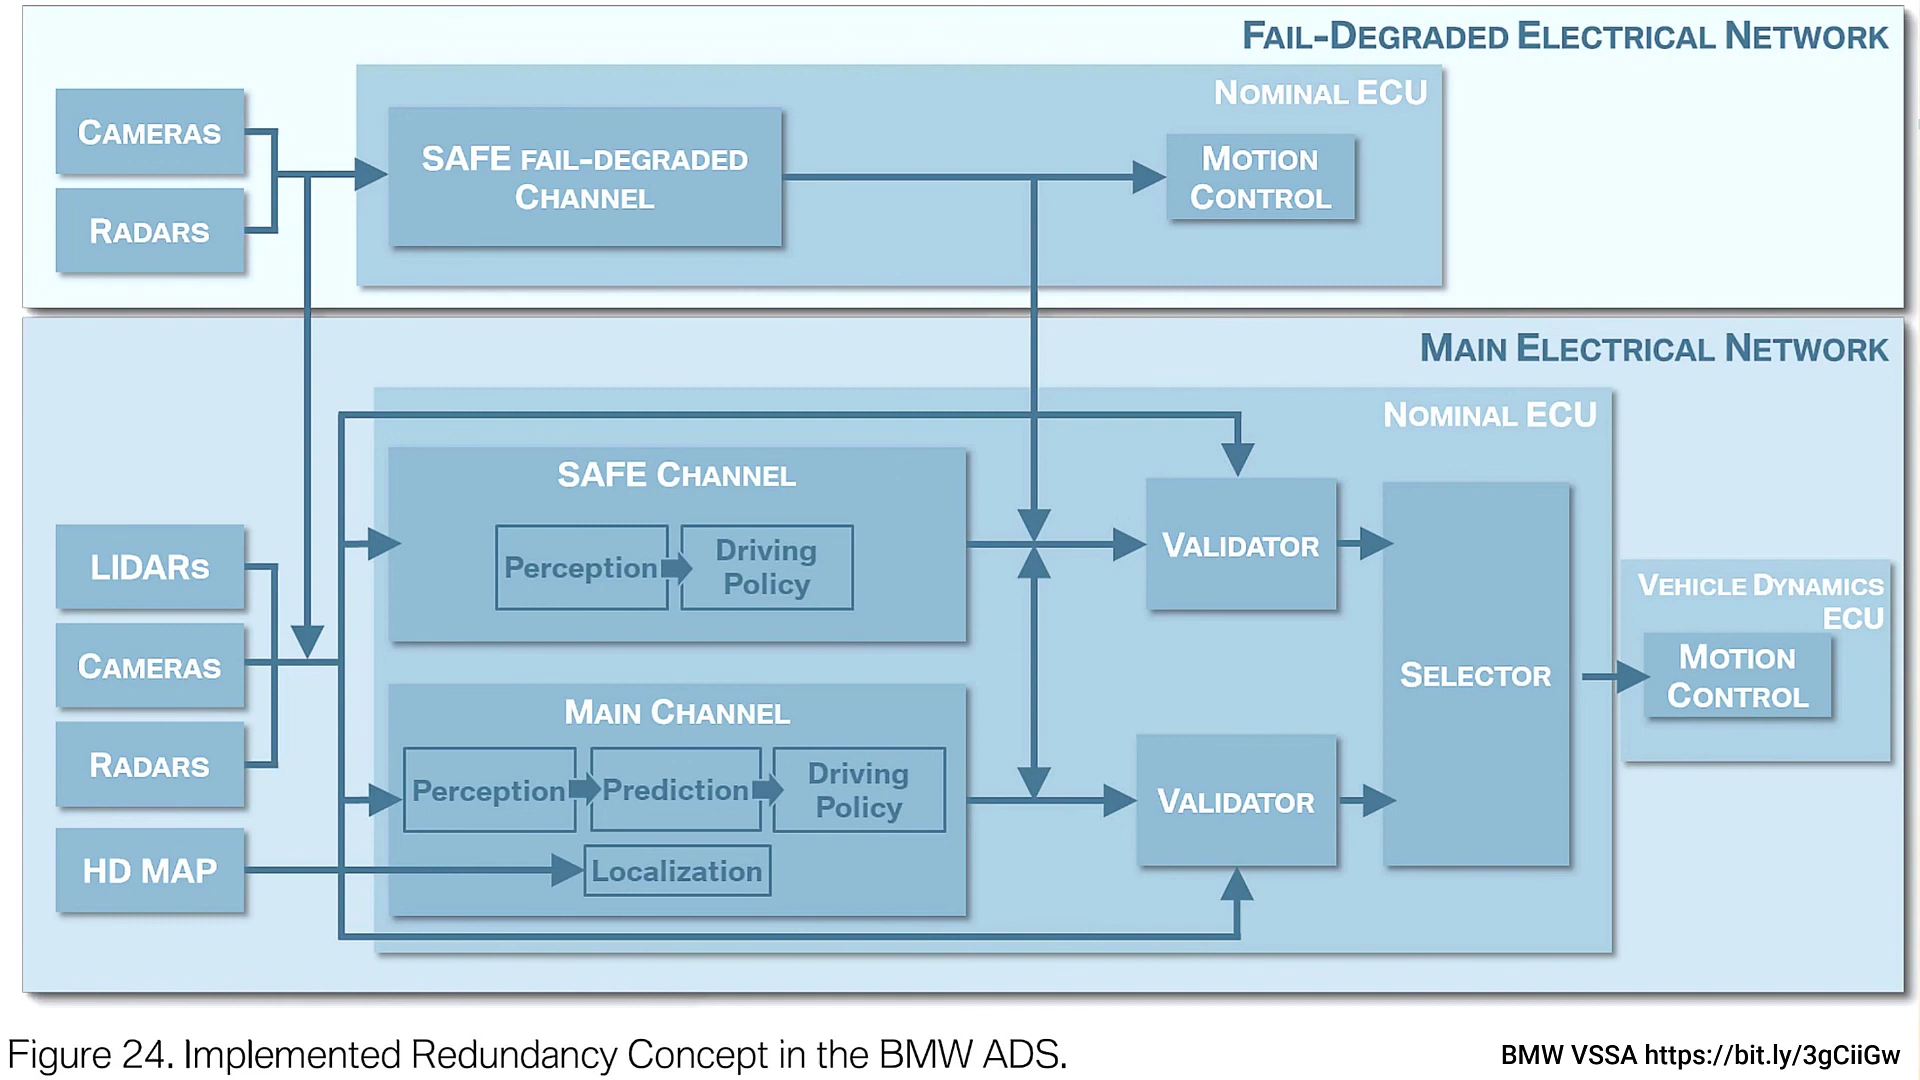 FAIL-DEGRADED ELECTRICAL NETWORK
NOMINAL ECU
CAMERAS
RADARS
SAFE FAIL-DEGRADED
CHANNEL
MOTION
CONTROL
MAIN ELECTRICAL NETWORK
NOMINAL ECU
SAFE CHANNEL
Perception
Driving
Policy
VALIDATOR
LIDARS
CAMERAS
RADARS
HD MAP
MAIN CHANNEL
Perception
Prediction
Driving
Policy
Localization
VALIDATOR
SELECTOR
VEHICLE DYNAMICS
ECU
MOTION
CONTROL
Figure 24. Implemented Redundancy Concept in the BMW ADS.
BMW VSSA https://bit.ly/3gCiiGw